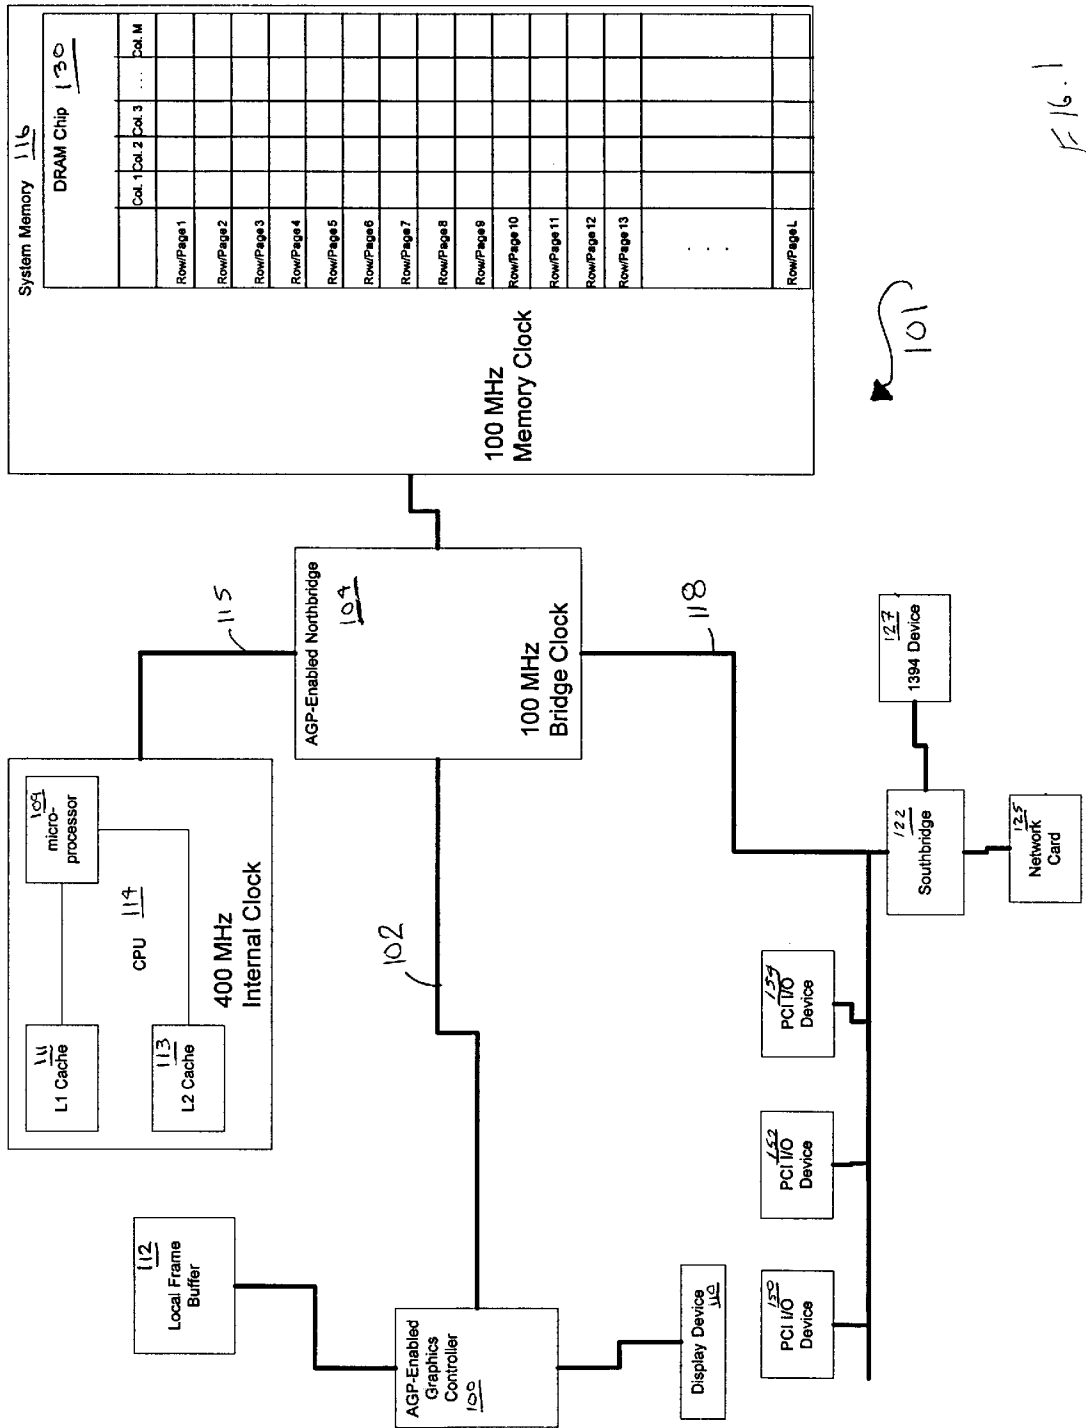 System Memory 116
DRAM Chip 130
Col. 1 Col. 2 Col. 3 ... Col. M
Row/Page 1
Row/Page 2
Row/Page 3
Row/Page 4
Row/Page 5
Row/Page 6
Row/Page 7
Row/Page 8
Row/Page 9
Row/Page 10
Row/Page 11
Row/Page 12
Row/Page 13
. . .
Row/Page L
100 MHz
Memory Clock
101
115
AGP-Enabled Northbridge
104
100 MHz
Bridge Clock
118
109
micro-
processor
CPU 114
400 MHz
Internal Clock
111
L1 Cache
113
L2 Cache
102
112
Local Frame
Buffer
AGP-Enabled
Graphics
Controller
100
Display Device 110
150
PCI I/O
Device
152
PCI I/O
Device
154
PCI I/O
Device
122
Southbridge
127
1394 Device
125
Network
Card
FIG. 1